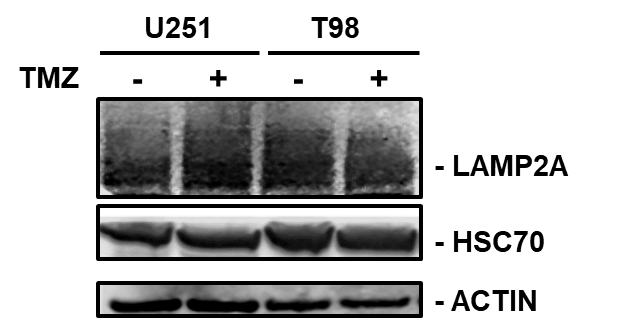 U251 T98
TMZ - + - +
- LAMP2A
- HSC70
- ACTIN